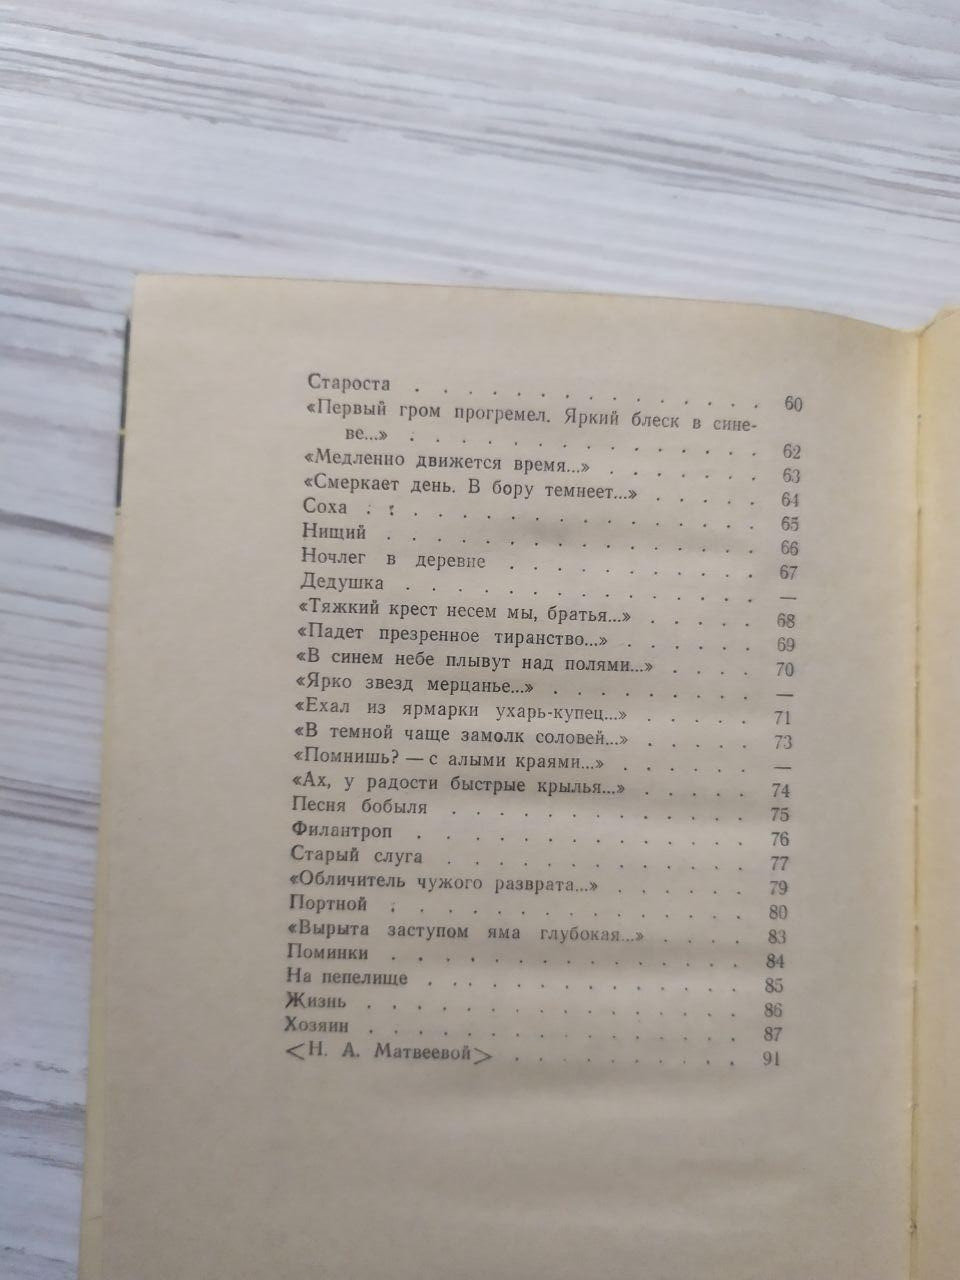 Староста . . . . . . . . . . . . . 60
«Первый гром прогремел. Яркий блеск в сине-
ве...» . . . . . . . . . . . . . 62
«Медленно движется время...» . . . . . . 63
«Смеркает день. В бору темнеет...» . . . . . 64
Соха . . . . . . . . . . . . . . 65
Нищий . . . . . . . . . . . . . 66
Ночлег в деревне . . . . . . . . . . 67
Дедушка . . . . . . . . . . . . . —
«Тяжкий крест несем мы, братья...» . . . . . 68
«Падет презренное тиранство...» . . . . . . 69
«В синем небе плывут над полями...» . . . . 70
«Ярко звезд мерцанье...» . . . . . . . . —
«Ехал из ярмарки ухарь-купец...» . . . . . 71
«В темной чаще замолк соловей...» . . . . . 73
«Помнишь? — с алыми краями...» . . . . . —
«Ах, у радости быстрые крылья...» . . . . . 74
Песня бобыля . . . . . . . . . . . 75
Филантроп . . . . . . . . . . . . 76
Старый слуга . . . . . . . . . . . 77
«Обличитель чужого разврата...» . . . . . 79
Портной . . . . . . . . . . . . . 80
«Вырыта заступом яма глубокая...» . . . . 83
Поминки . . . . . . . . . . . . . 84
На пепелище . . . . . . . . . . . . 85
Жизнь . . . . . . . . . . . . . . 86
Хозяин . . . . . . . . . . . . . 87
<Н. А. Матвеевой> . . . . . . . . . 91